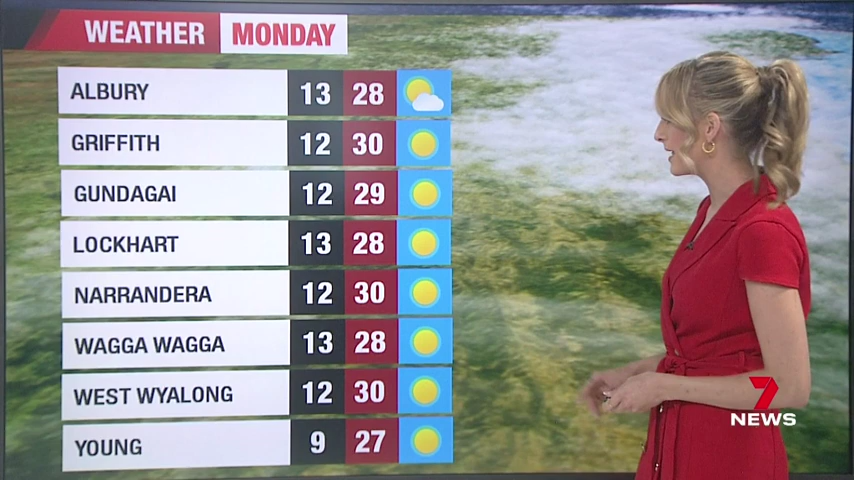 WEATHER MONDAY
ALBURY 13 28
GRIFFITH 12 30
GUNDAGAI 12 29
LOCKHART 13 28
NARRANDERA 12 30
WAGGA WAGGA 13 28
WEST WYALONG 12 30
YOUNG 9 27
7
NEWS